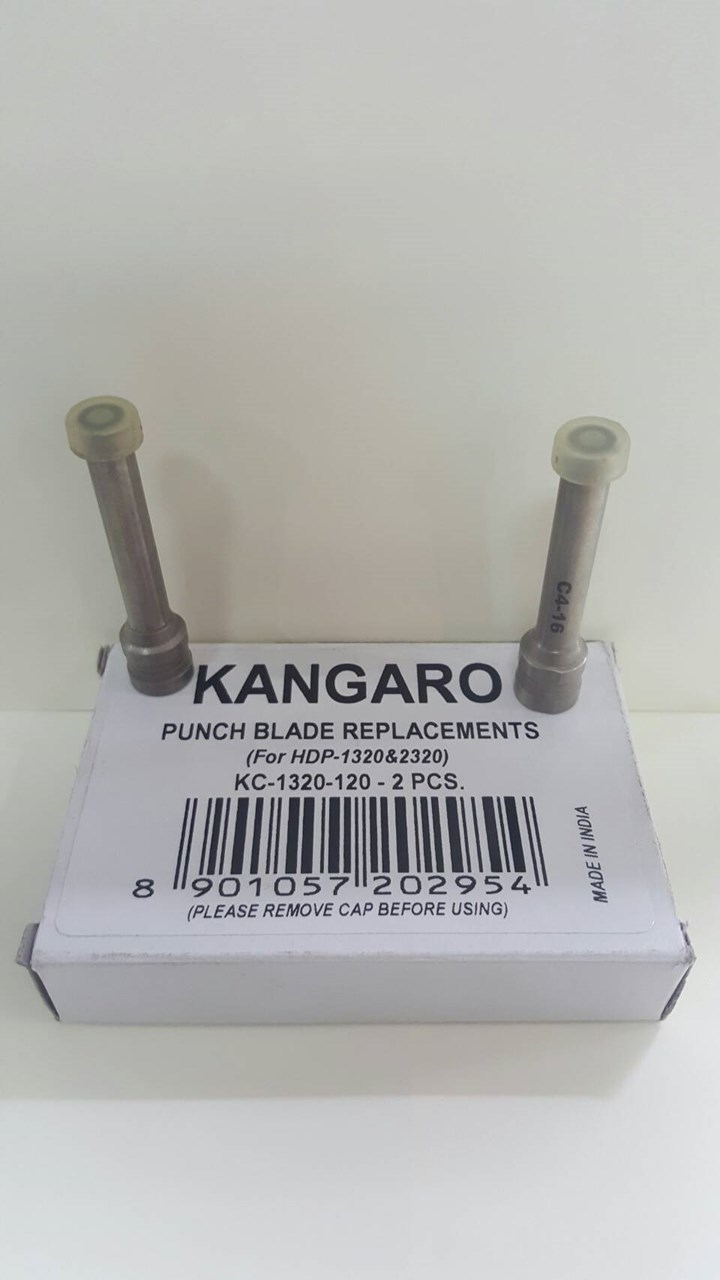 C4-16
KANGARO
PUNCH BLADE REPLACEMENTS
(For HDP-1320&2320)
KC-1320-120 - 2 PCS.
8 901057 202954
(PLEASE REMOVE CAP BEFORE USING)
MADE IN INDIA